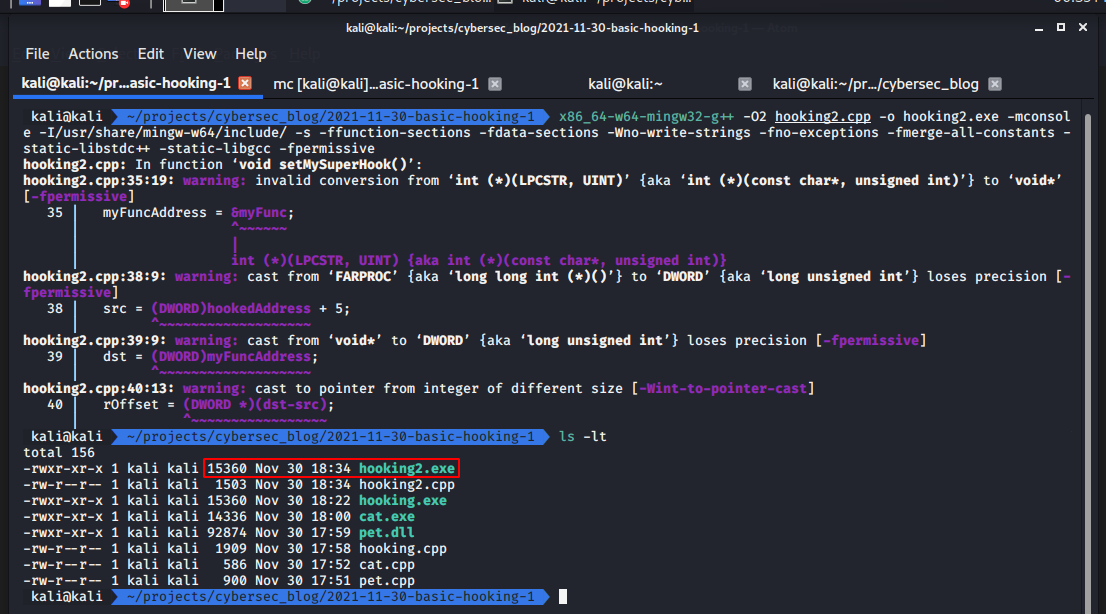 kali@kali:~/projects/cybersec_blog/2021-11-30-basic-hooking-1
File Actions Edit View Help
kali@kali:~/pr...asic-hooking-1 mc [kali@kali]...asic-hooking-1 kali@kali:~ kali@kali:~/pr.../cybersec_blog
kali@kali ~/projects/cybersec_blog/2021-11-30-basic-hooking-1 x86_64-w64-mingw32-g++ -O2 hooking2.cpp -o hooking2.exe -mconsol
e -I/usr/share/mingw-w64/include/ -s -ffunction-sections -fdata-sections -Wno-write-strings -fno-exceptions -fmerge-all-constants -
static-libstdc++ -static-libgcc -fpermissive
hooking2.cpp: In function ‘void setMySuperHook()’:
hooking2.cpp:35:19: warning: invalid conversion from ‘int (*)(LPCSTR, UINT)’ {aka ‘int (*)(const char*, unsigned int)’} to ‘void*’
[-fpermissive]
35 | myFuncAddress = &myFunc;
^~~~~~~
|
int (*)(LPCSTR, UINT) {aka int (*)(const char*, unsigned int)}
hooking2.cpp:38:9: warning: cast from ‘FARPROC’ {aka ‘long long int (*)()’} to ‘DWORD’ {aka ‘long unsigned int’} loses precision [-
fpermissive]
38 | src = (DWORD)hookedAddress + 5;
^~~~~~~~~~~~~~~~~~~~
hooking2.cpp:39:9: warning: cast from ‘void*’ to ‘DWORD’ {aka ‘long unsigned int’} loses precision [-fpermissive]
39 | dst = (DWORD)myFuncAddress;
^~~~~~~~~~~~~~~~~~~~
hooking2.cpp:40:13: warning: cast to pointer from integer of different size [-Wint-to-pointer-cast]
40 | rOffset = (DWORD *)(dst-src);
^~~~~~~~~~~~~~~~~~
kali@kali ~/projects/cybersec_blog/2021-11-30-basic-hooking-1 ls -lt
total 156
-rwxr-xr-x 1 kali kali 15360 Nov 30 18:34 hooking2.exe
-rw-r--r-- 1 kali kali 1503 Nov 30 18:34 hooking2.cpp
-rwxr-xr-x 1 kali kali 15360 Nov 30 18:22 hooking.exe
-rwxr-xr-x 1 kali kali 14336 Nov 30 18:00 cat.exe
-rwxr-xr-x 1 kali kali 92874 Nov 30 17:59 pet.dll
-rw-r--r-- 1 kali kali 1909 Nov 30 17:58 hooking.cpp
-rw-r--r-- 1 kali kali 586 Nov 30 17:52 cat.cpp
-rw-r--r-- 1 kali kali 900 Nov 30 17:51 pet.cpp
kali@kali ~/projects/cybersec_blog/2021-11-30-basic-hooking-1